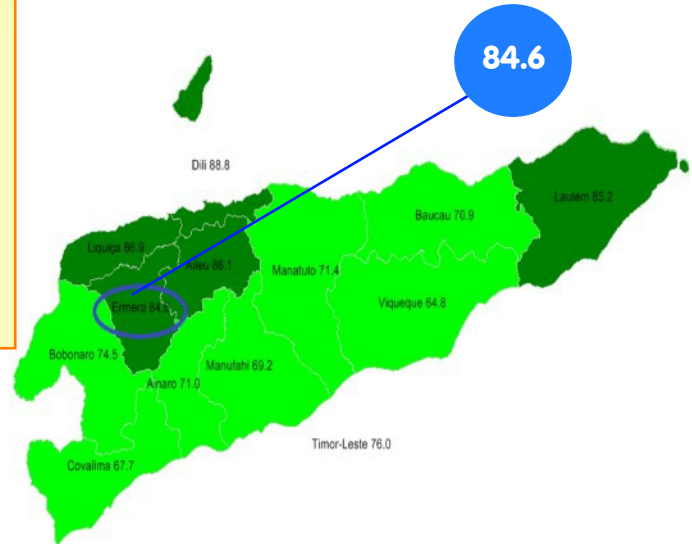 84.6
Dili 88.8
Lautem 85.2
Baucau 70.9
Liquiça 86.9
Aileu 86.1
Manatuto 71.4
Ermera 84.6
Viqueque 64.8
Bobonaro 74.5
Manufahi 69.2
Ainaro 71.0
Timor-Leste 76.0
Covalima 67.7